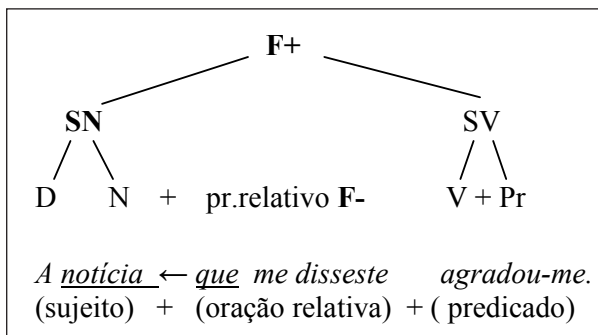 F+
SN SV
D N + pr.relativo F- V + Pr
A notícia ← que me disseste agradou-me.
(sujeito) + (oração relativa) + ( predicado)